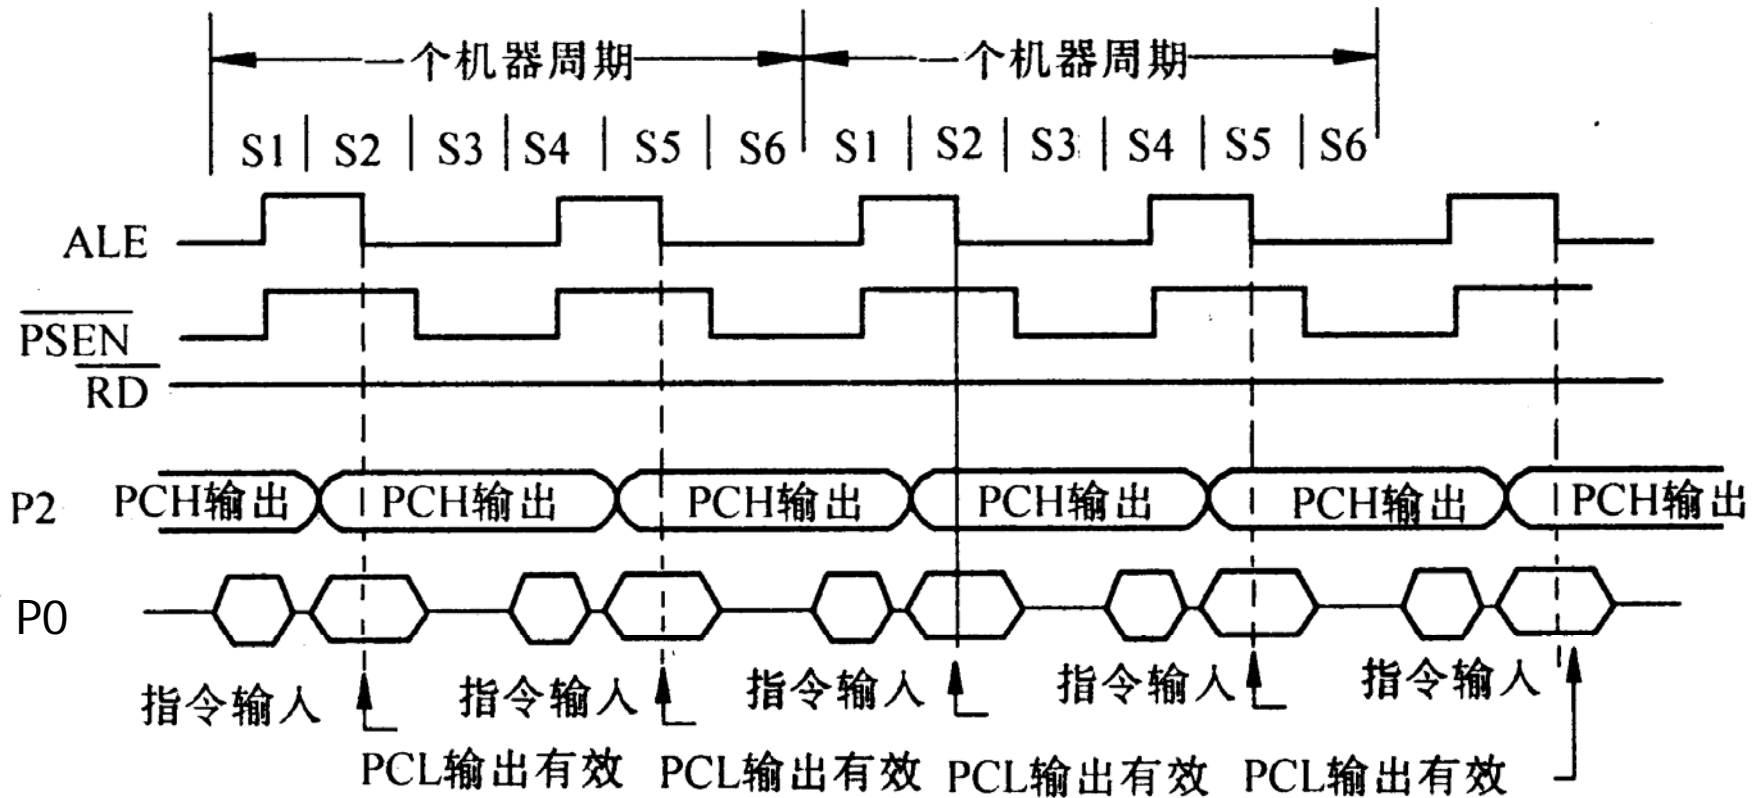 一个机器周期 一个机器周期
S1 S2 S3 S4 S5 S6 S1 S2 S3 S4 S5 S6
ALE
PSEN
RD
P2 PCH输出 PCH输出 PCH输出 PCH输出 PCH输出 PCH输出
P0
指令输入 指令输入 指令输入 指令输入 指令输入
PCL输出有效 PCL输出有效 PCL输出有效 PCL输出有效